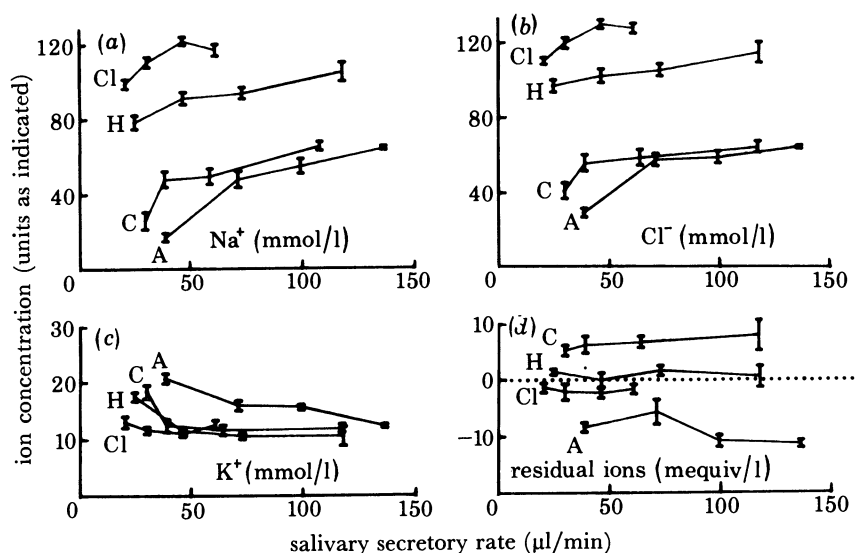 ion concentration (units as indicated)
(a)
120
80
40
0
Cl
H
C
A
Na⁺ (mmol/l)
50
100
150
(b)
120
80
40
0
Cl
H
C
A
Cl⁻ (mmol/l)
50
100
150
(c)
30
20
10
A
C
H
Cl
K⁺ (mmol/l)
0
50
100
150
(d)
10
0
−10
C
H
Cl
A
residual ions (mequiv/l)
0
50
100
150
salivary secretory rate (μl/min)